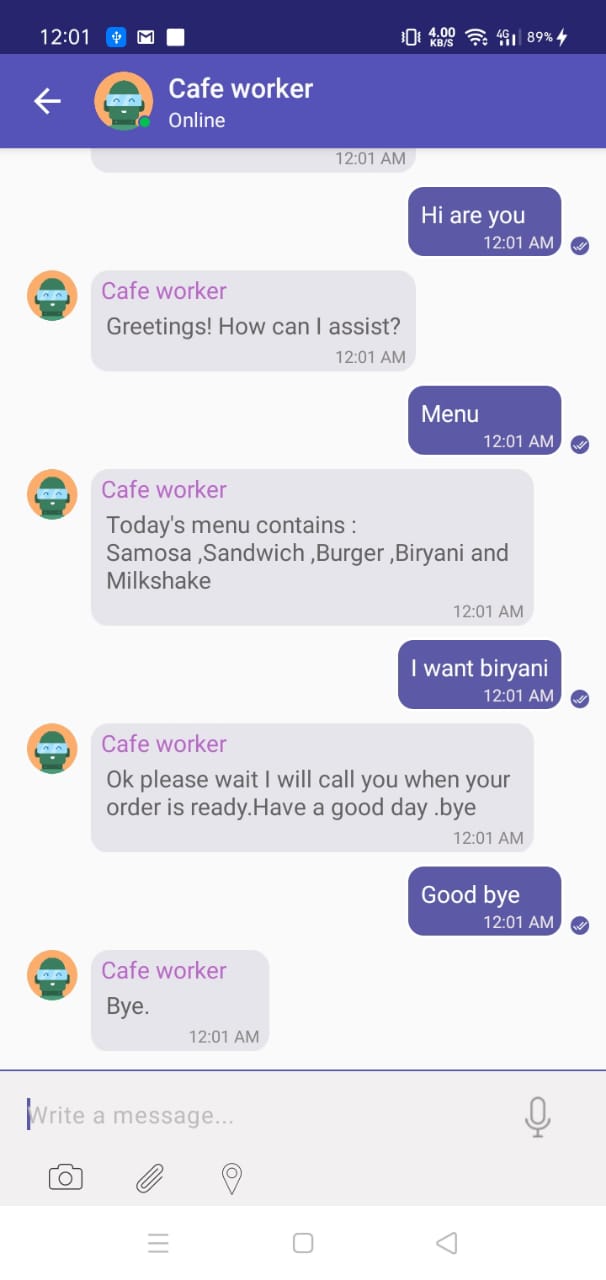 12:01
4.00
KB/S
4G
89%
Cafe worker
Online
12:01 AM
Hi are you
12:01 AM
Cafe worker
Greetings! How can I assist?
12:01 AM
Menu
12:01 AM
Cafe worker
Today's menu contains :
Samosa ,Sandwich ,Burger ,Biryani and
Milkshake
12:01 AM
I want biryani
12:01 AM
Cafe worker
Ok please wait I will call you when your
order is ready.Have a good day .bye
12:01 AM
Good bye
12:01 AM
Cafe worker
Bye.
12:01 AM
Write a message...